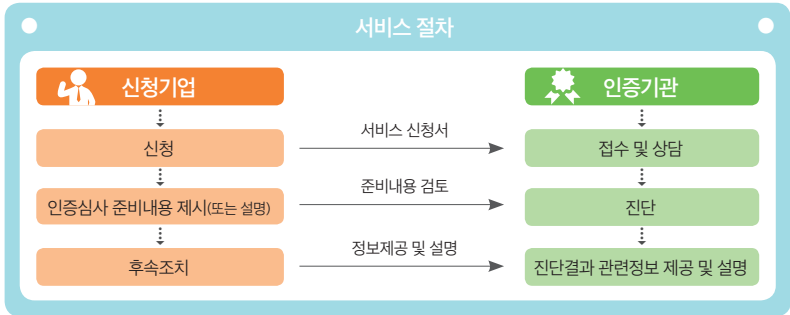 서비스 절차
신청기업
인증기관
신청
서비스 신청서
접수 및 상담
인증심사 준비내용 제시(또는 설명)
준비내용 검토
진단
후속조치
정보제공 및 설명
진단결과 관련정보 제공 및 설명